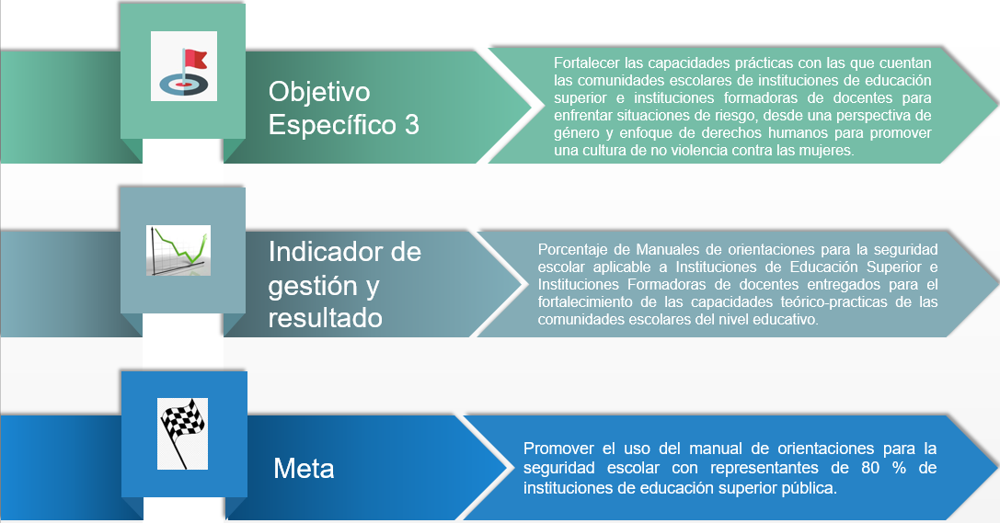 Objetivo
Específico 3
Fortalecer las capacidades prácticas con las que cuentan
las comunidades escolares de instituciones de educación
superior e instituciones formadoras de docentes para
enfrentar situaciones de riesgo, desde una perspectiva de
género y enfoque de derechos humanos para promover
una cultura de no violencia contra las mujeres.
Indicador de
gestión y
resultado
Porcentaje de Manuales de orientaciones para la seguridad
escolar aplicable a Instituciones de Educación Superior e
Instituciones Formadoras de docentes entregados para el
fortalecimiento de las capacidades teórico-practicas de las
comunidades escolares del nivel educativo.
Meta
Promover el uso del manual de orientaciones para la
seguridad escolar con representantes de 80 % de
instituciones de educación superior pública.